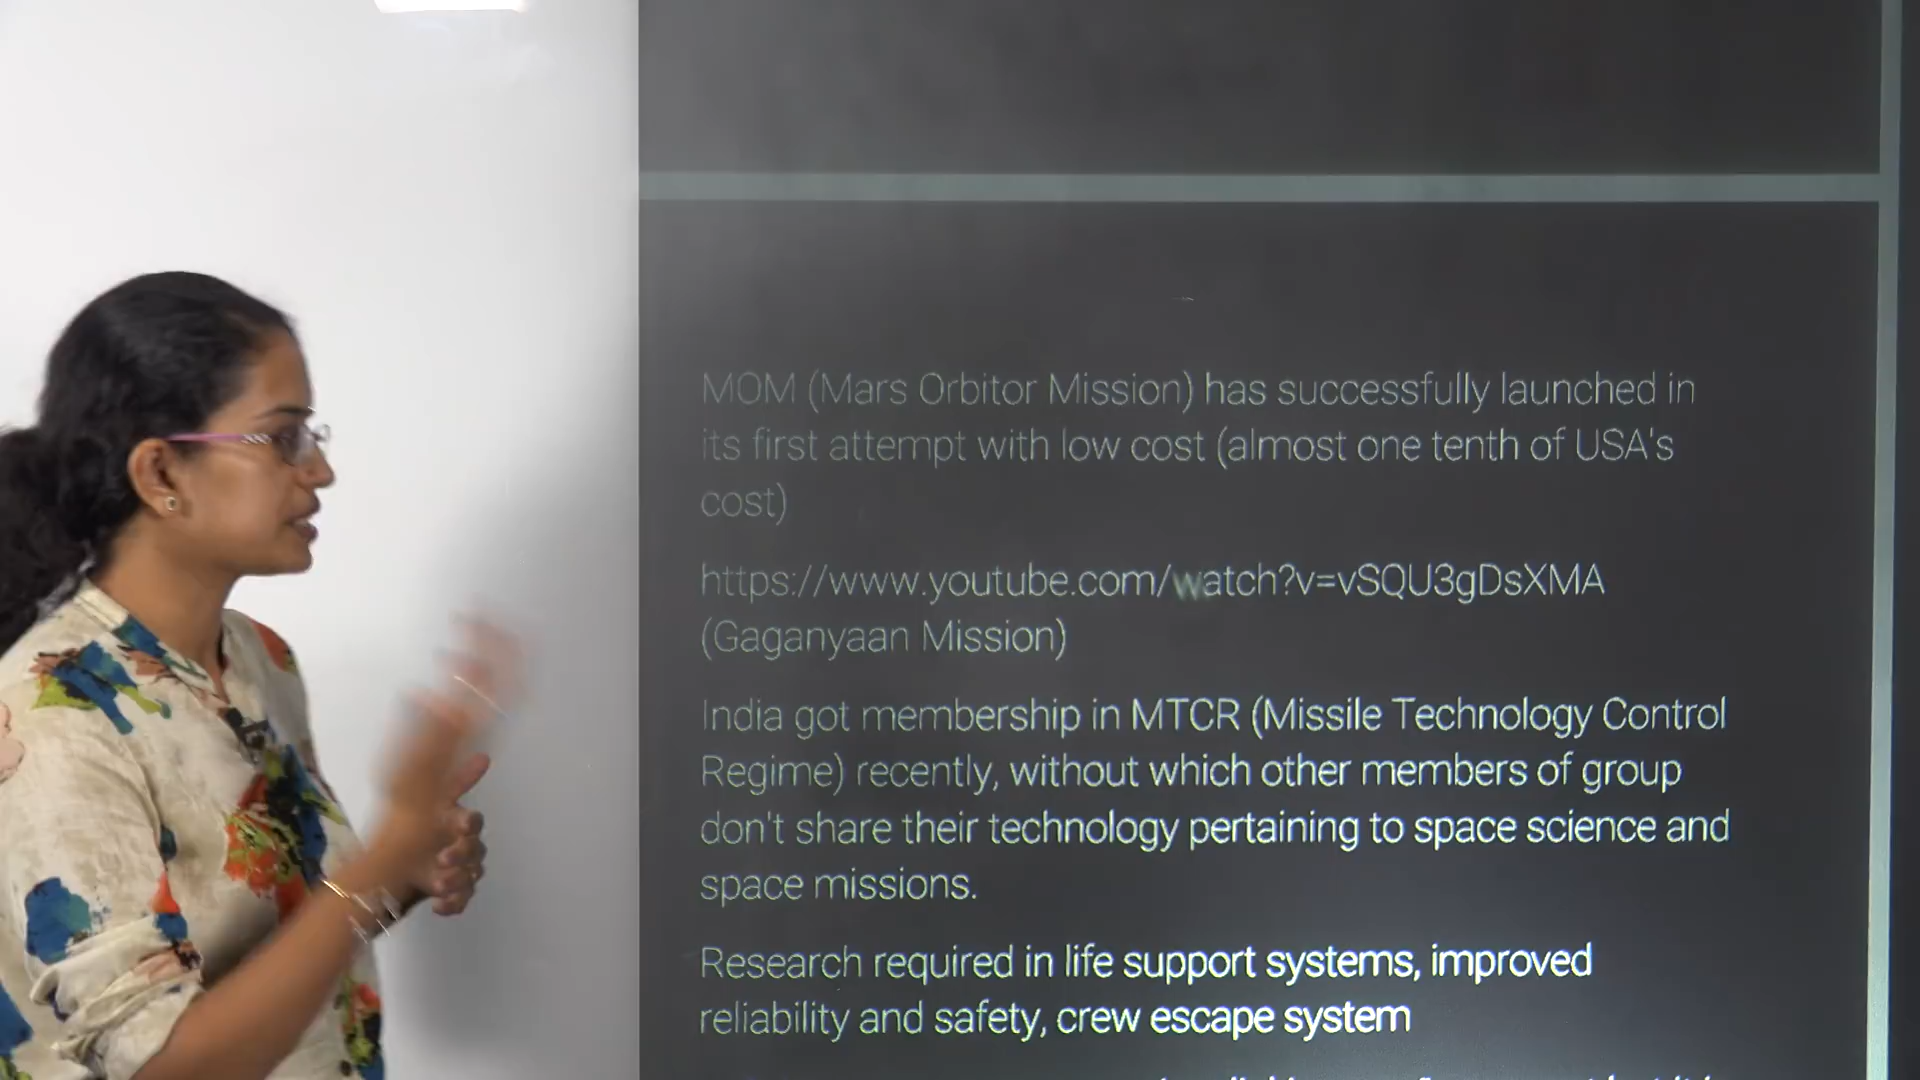 MOM (Mars Orbitor Mission) has successfully launched in
its first attempt with low cost (almost one tenth of USA's
cost)
https://www.youtube.com/watch?v=vSQU3gDsXMA
(Gaganyaan Mission)
India got membership in MTCR (Missile Technology Control
Regime) recently, without which other members of group
don't share their technology pertaining to space science and
space missions.
Research required in life support systems, improved
reliability and safety, crew escape system